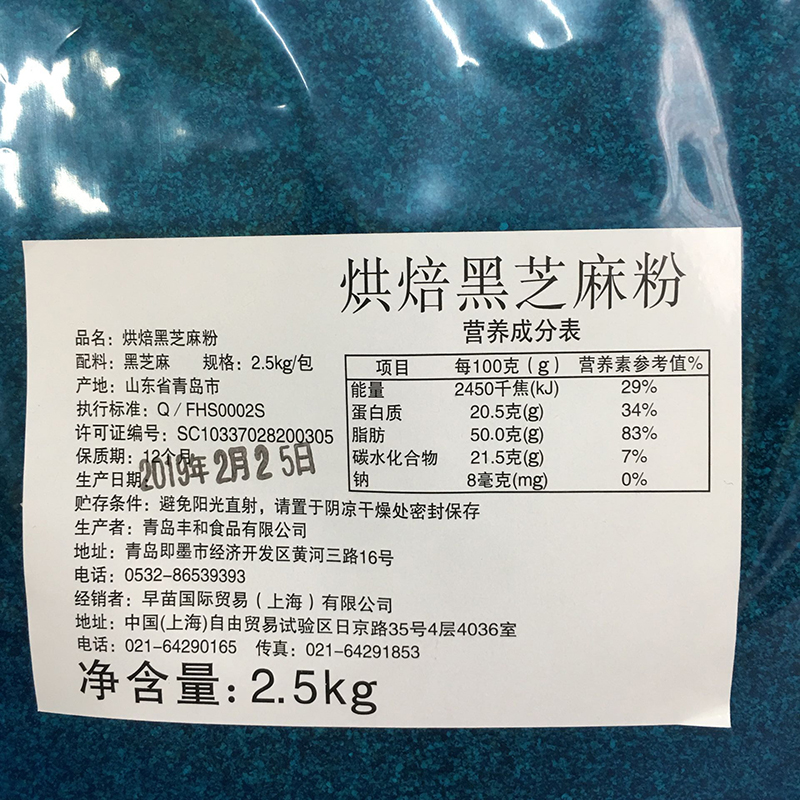 烘焙黑芝麻粉
品名：烘焙黑芝麻粉
配料：黑芝麻 规格：2.5kg/包
产地：山东省青岛市
执行标准：Q/FHS0002S
许可证编号：SC10337028200305
保质期：12个月
生产日期：2019年2月25日
营养成分表
项目 每100克（g） 营养素参考值%
能量 2450千焦(kJ) 29%
蛋白质 20.5克(g) 34%
脂肪 50.0克(g) 83%
碳水化合物 21.5克(g) 7%
钠 8毫克(mg) 0%
贮存条件：避免阳光直射，请置于阴凉干燥处密封保存
生产者：青岛丰和食品有限公司
地址：青岛即墨市经济开发区黄河三路16号
电话：0532-86539393
经销者：早苗国际贸易（上海）有限公司
地址：中国(上海)自由贸易试验区日京路35号4层4036室
电话：021-64290165 传真：021-64291853
净含量：2.5kg